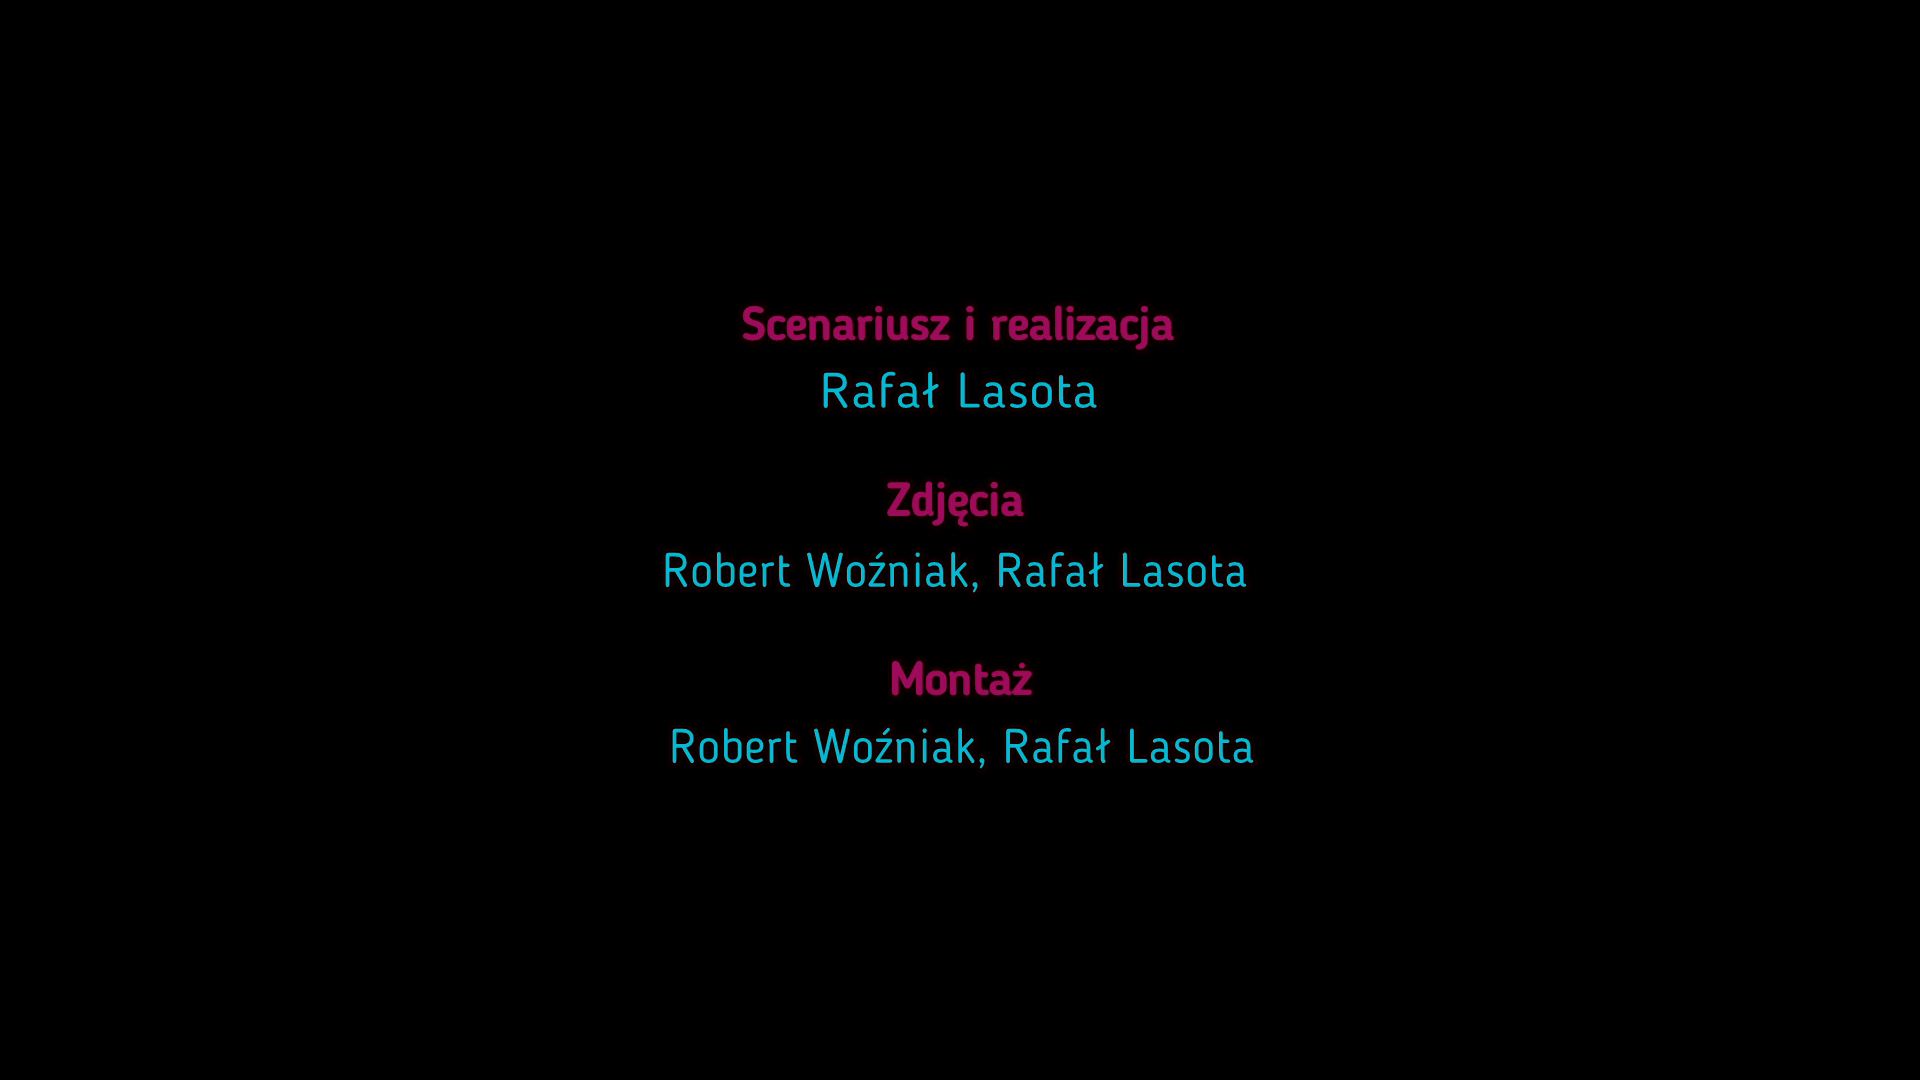 Scenariusz i realizacja
Rafał Lasota
Zdjęcia
Robert Woźniak, Rafał Lasota
Montaż
Robert Woźniak, Rafał Lasota